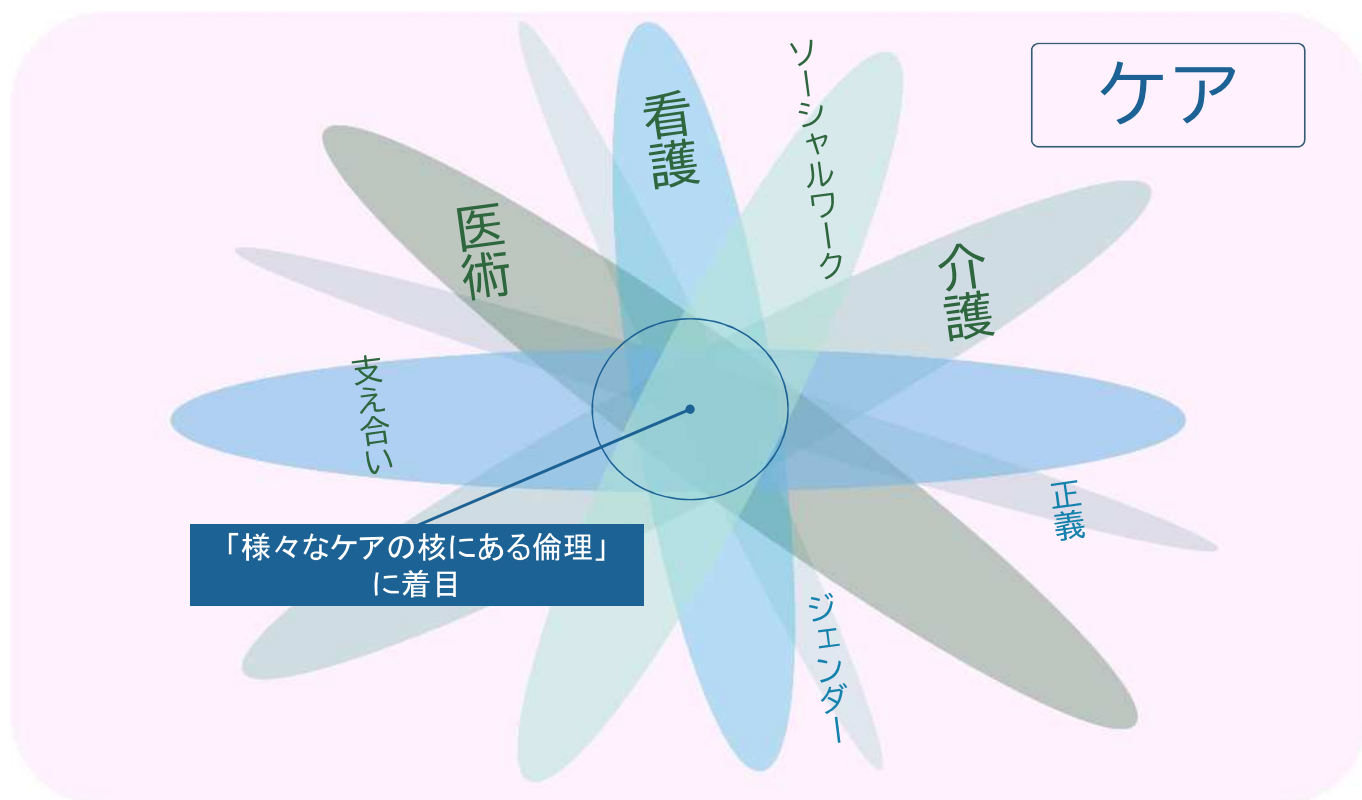 ケア
看護
ソーシャルワーク
医術
介護
支え合い
正義
「様々なケアの核にある倫理」
に着目
ジェンダー